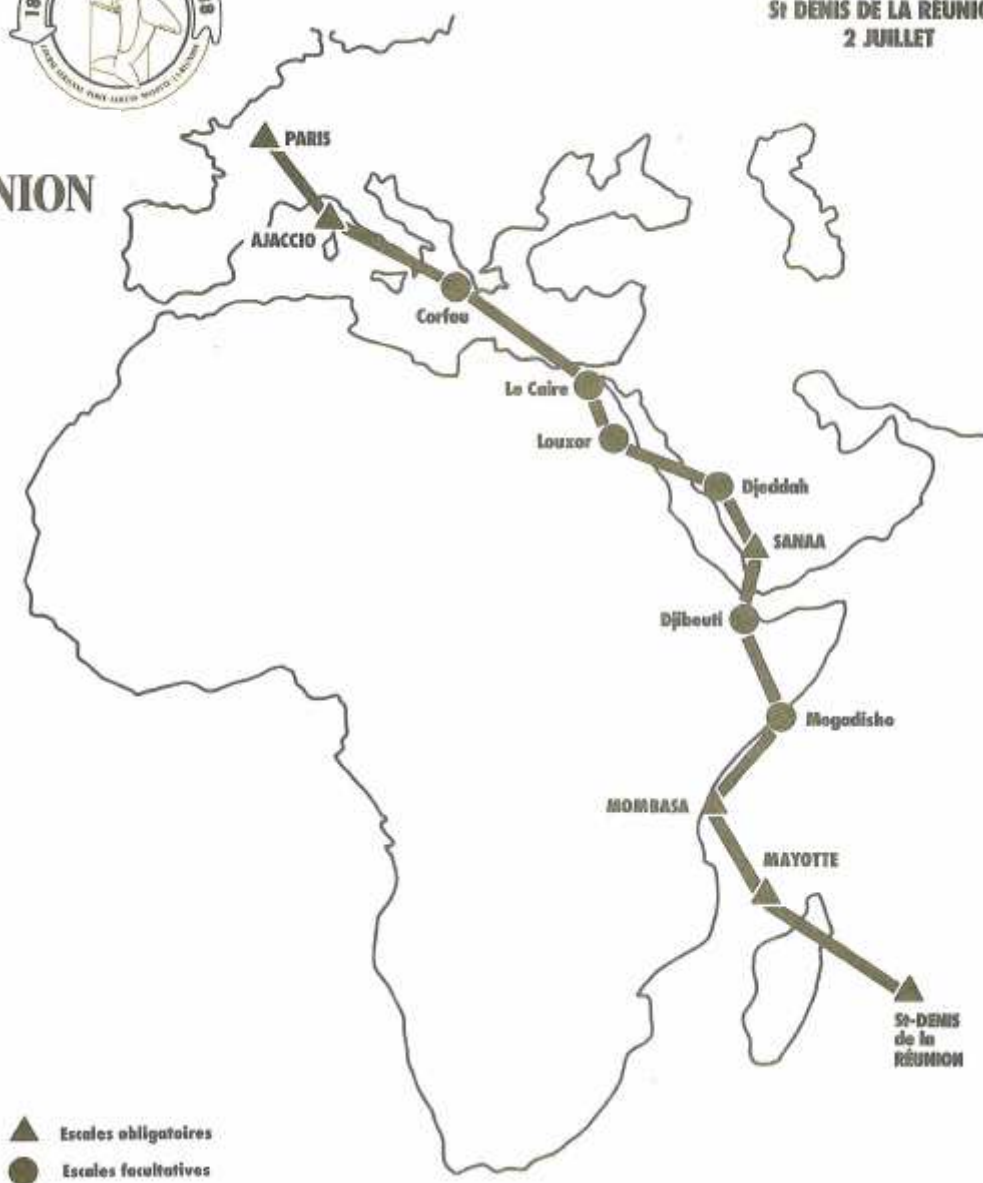 St DENIS DE LA REUNIO
2 JUILLET
NION
PARIS
AJACCIO
Corfou
Le Caire
Louxor
Djeddah
SANAA
Djibouti
Mogadisho
MOMBASA
MAYOTTE
St-DENIS
de la
RÉUNION
Escales obligatoires
Escales facultatives